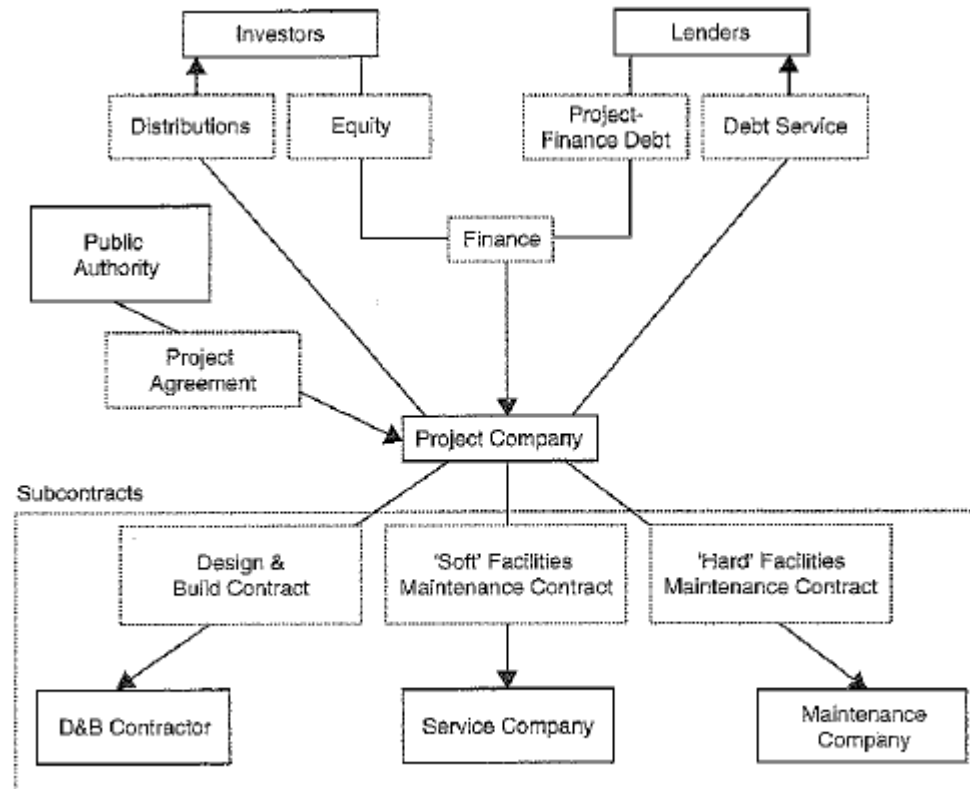 Investors
Lenders
Distributions
Equity
Project-
Finance Debt
Debt Service
Public
Authority
Finance
Project
Agreement
Project Company
Subcontracts
Design &
Build Contract
'Soft' Facilities
Maintenance Contract
'Hard' Facilities
Maintenance Contract
D&B Contractor
Service Company
Maintenance
Company